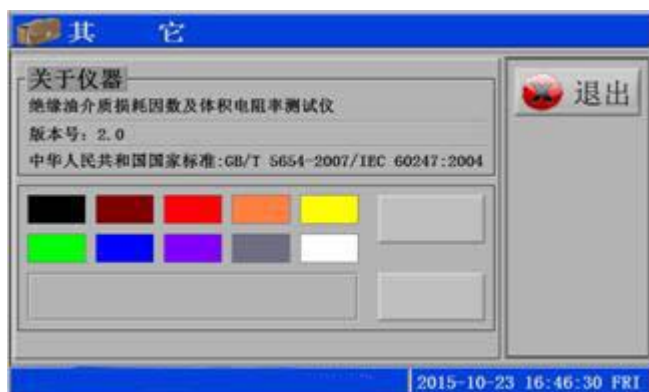 其 它
关于仪器
绝缘油介质损耗因数及体积电阻率测试仪
版本号：2.0
中华人民共和国国家标准:GB/T 5654-2007/IEC 60247:2004
退出
2015-10-23 16:46:30 FRI